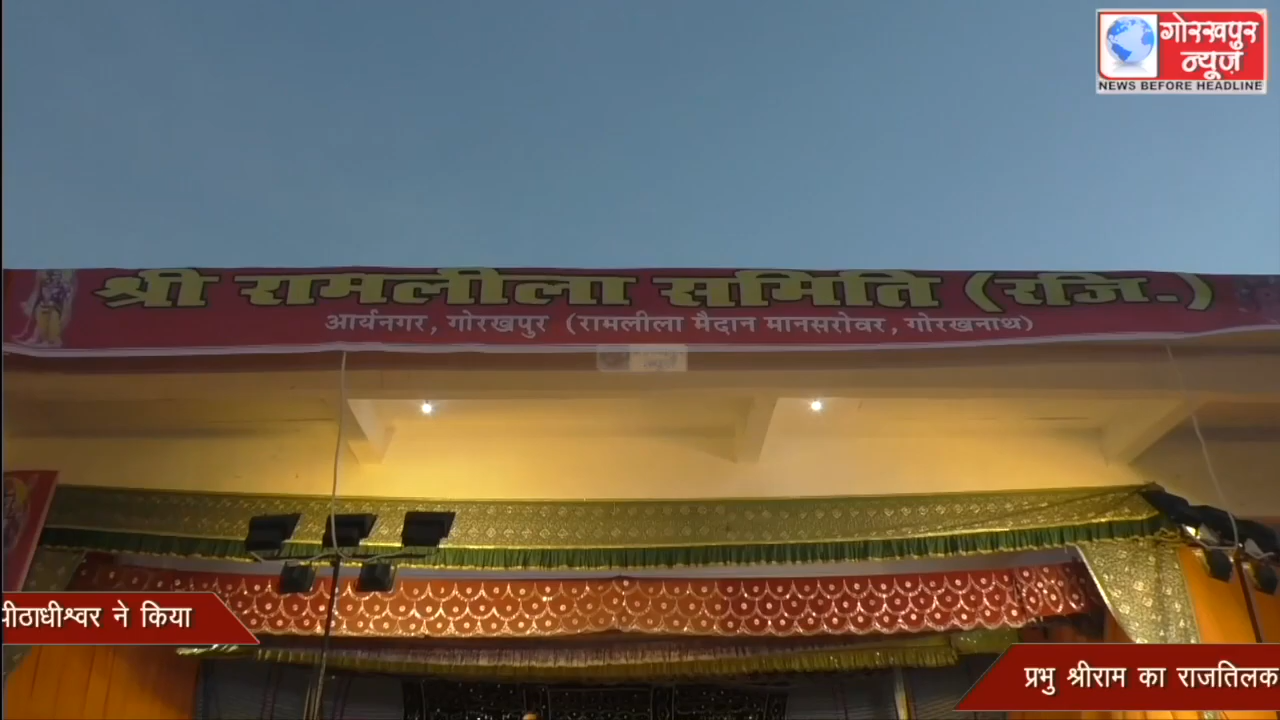 गोरखपुर
न्यूज़
NEWS BEFORE HEADLINE
श्री रामलीला समिति (रजि.)
आर्यनगर, गोरखपुर (रामलीला मैदान मानसरोवर, गोरखनाथ)
पीठाधीश्वर ने किया
प्रभु श्रीराम का राजतिलक